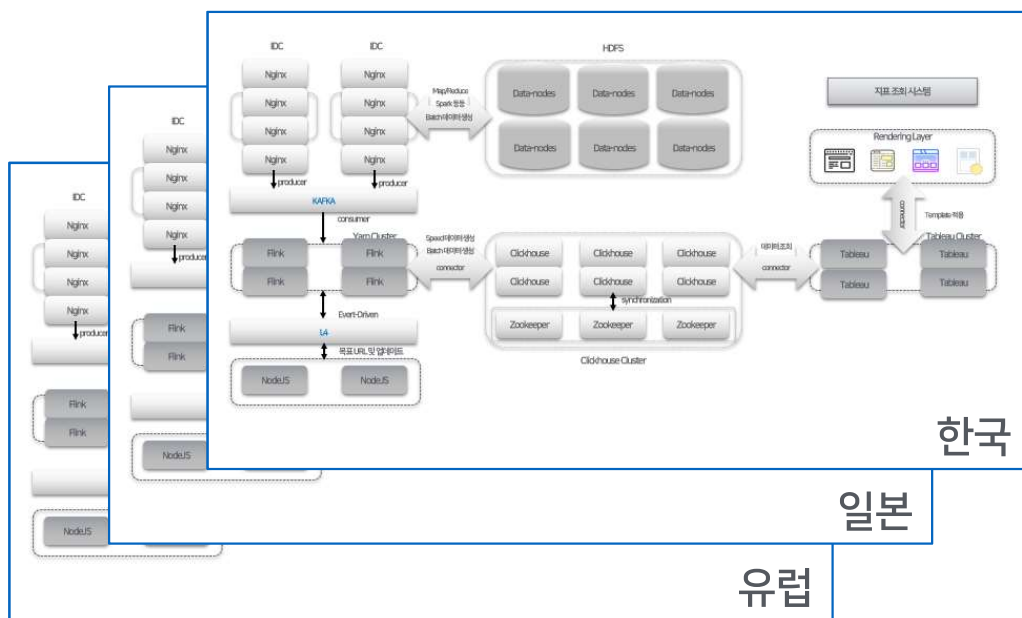 IDC
IDC
HDFS
Nginx
Nginx
Nginx
Nginx
Nginx
Nginx
Nginx
Nginx
Map/Reduce
Spark 등등
Batch 데이터 생성
Data-nodes
Data-nodes
Data-nodes
Data-nodes
Data-nodes
Data-nodes
지표 조회 시스템
Rendering Layer
producer
producer
KAFKA
consumer
connector
Template 적용
Yarn Cluster
Flink
Flink
Flink
Flink
Speed 데이터 생성
Batch 데이터 생성
connector
Clickhouse
Clickhouse
Clickhouse
Clickhouse
Clickhouse
Clickhouse
synchronization
Zookeeper
Zookeeper
Zookeeper
Clickhouse Cluster
데이터 조회
connector
Tableau Cluster
Tableau
Tableau
Tableau
Tableau
Event-Driven
L4
목표 URL 및 업데이트
NodeJS
NodeJS
한국
IDC
Nginx
Nginx
Nginx
Nginx
producer
Flink
Flink
NodeJS
일본
IDC
Nginx
Nginx
Nginx
Nginx
producer
Flink
Flink
NodeJS
유럽